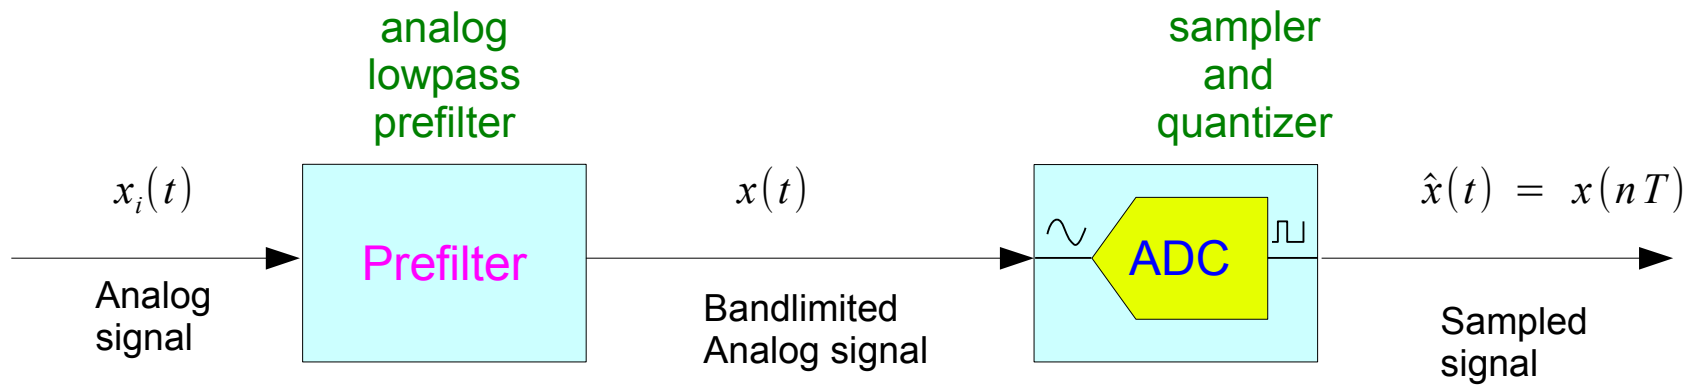 analog
lowpass
prefilter
sampler
and
quantizer
x_i(t)
x(t)
x̂(t) = x(nT)
Prefilter
ADC
Analog
signal
Bandlimited
Analog signal
Sampled
signal